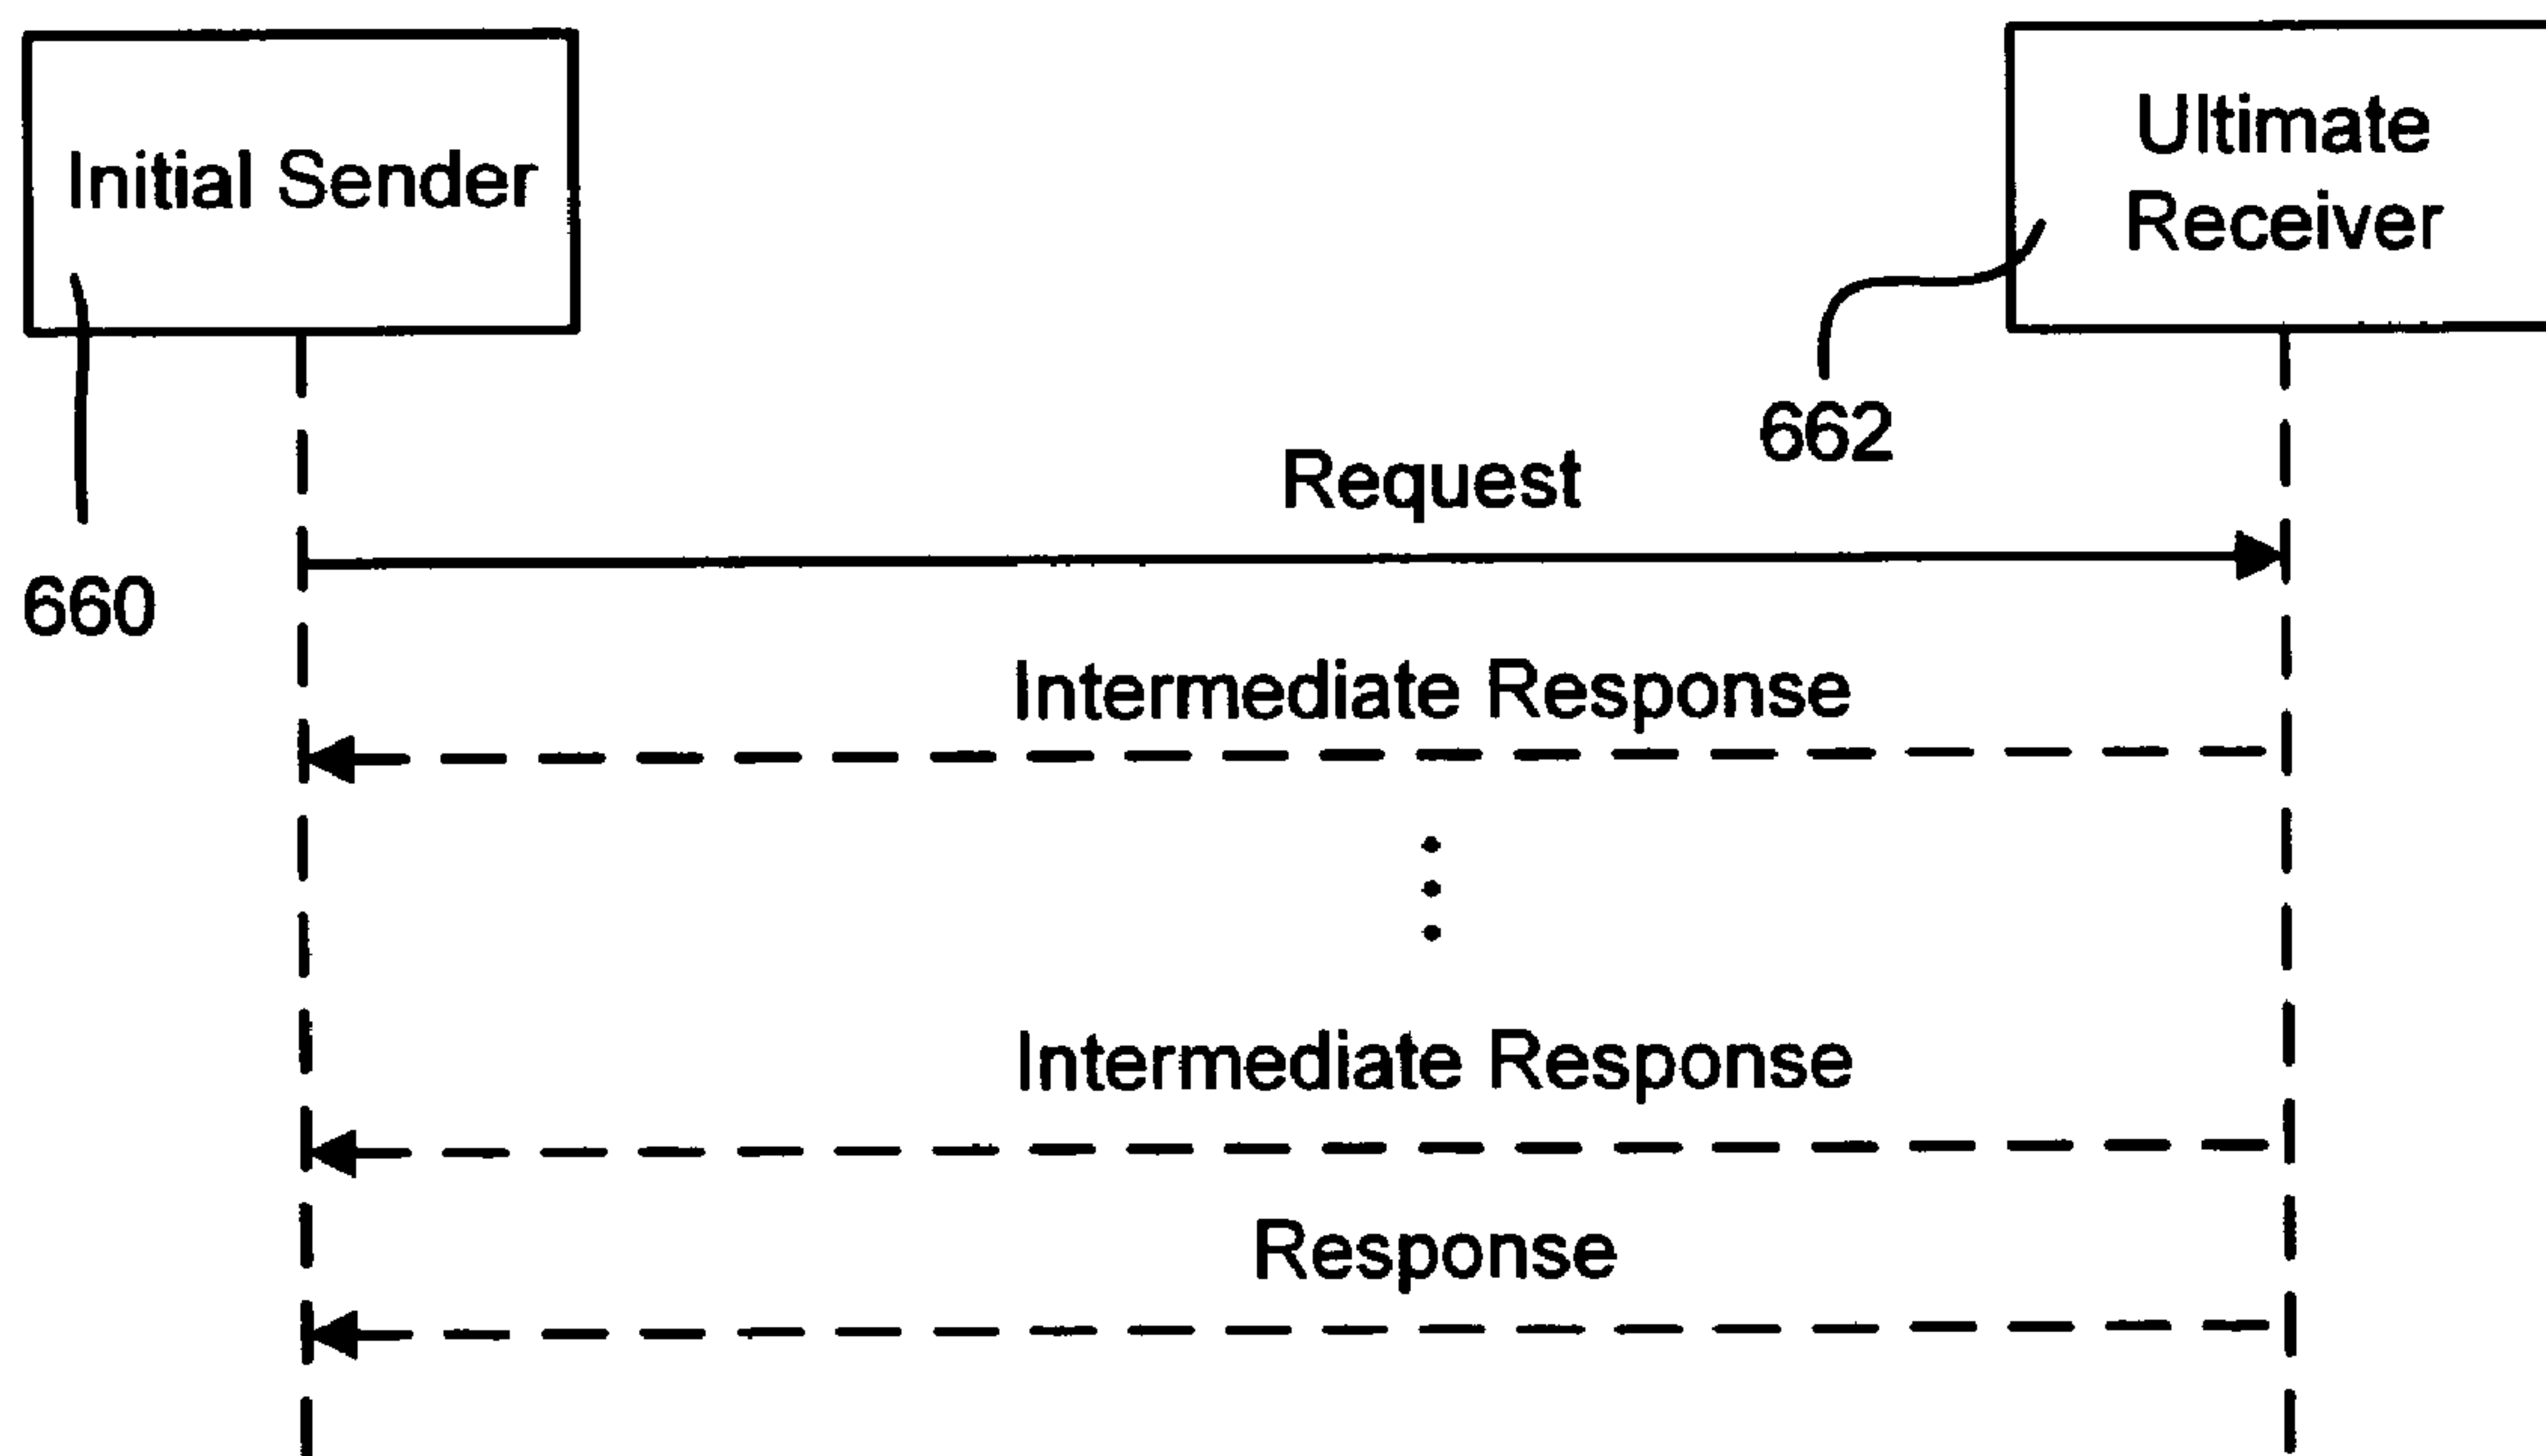 Initial Sender
Ultimate
Receiver
662
Request
660
Intermediate Response
Intermediate Response
Response